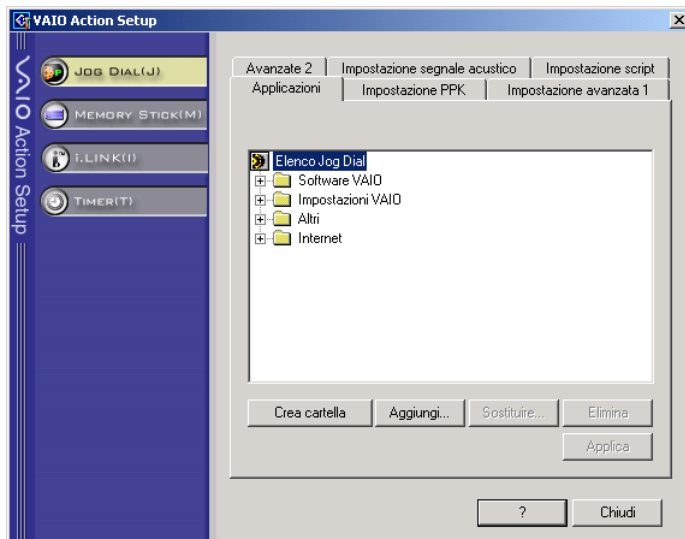 VAIO Action Setup
VAIO Action Setup
JOG DIAL(J)
MEMORY STICK(M)
i.LINK(I)
TIMER(T)
Avanzate 2
Impostazione segnale acustico
Impostazione script
Applicazioni
Impostazione PPK
Impostazione avanzata 1
Elenco Jog Dial
Software VAIO
Impostazioni VAIO
Altri
Internet
Crea cartella
Aggiungi...
Sostituire...
Elimina
Applica
?
Chiudi